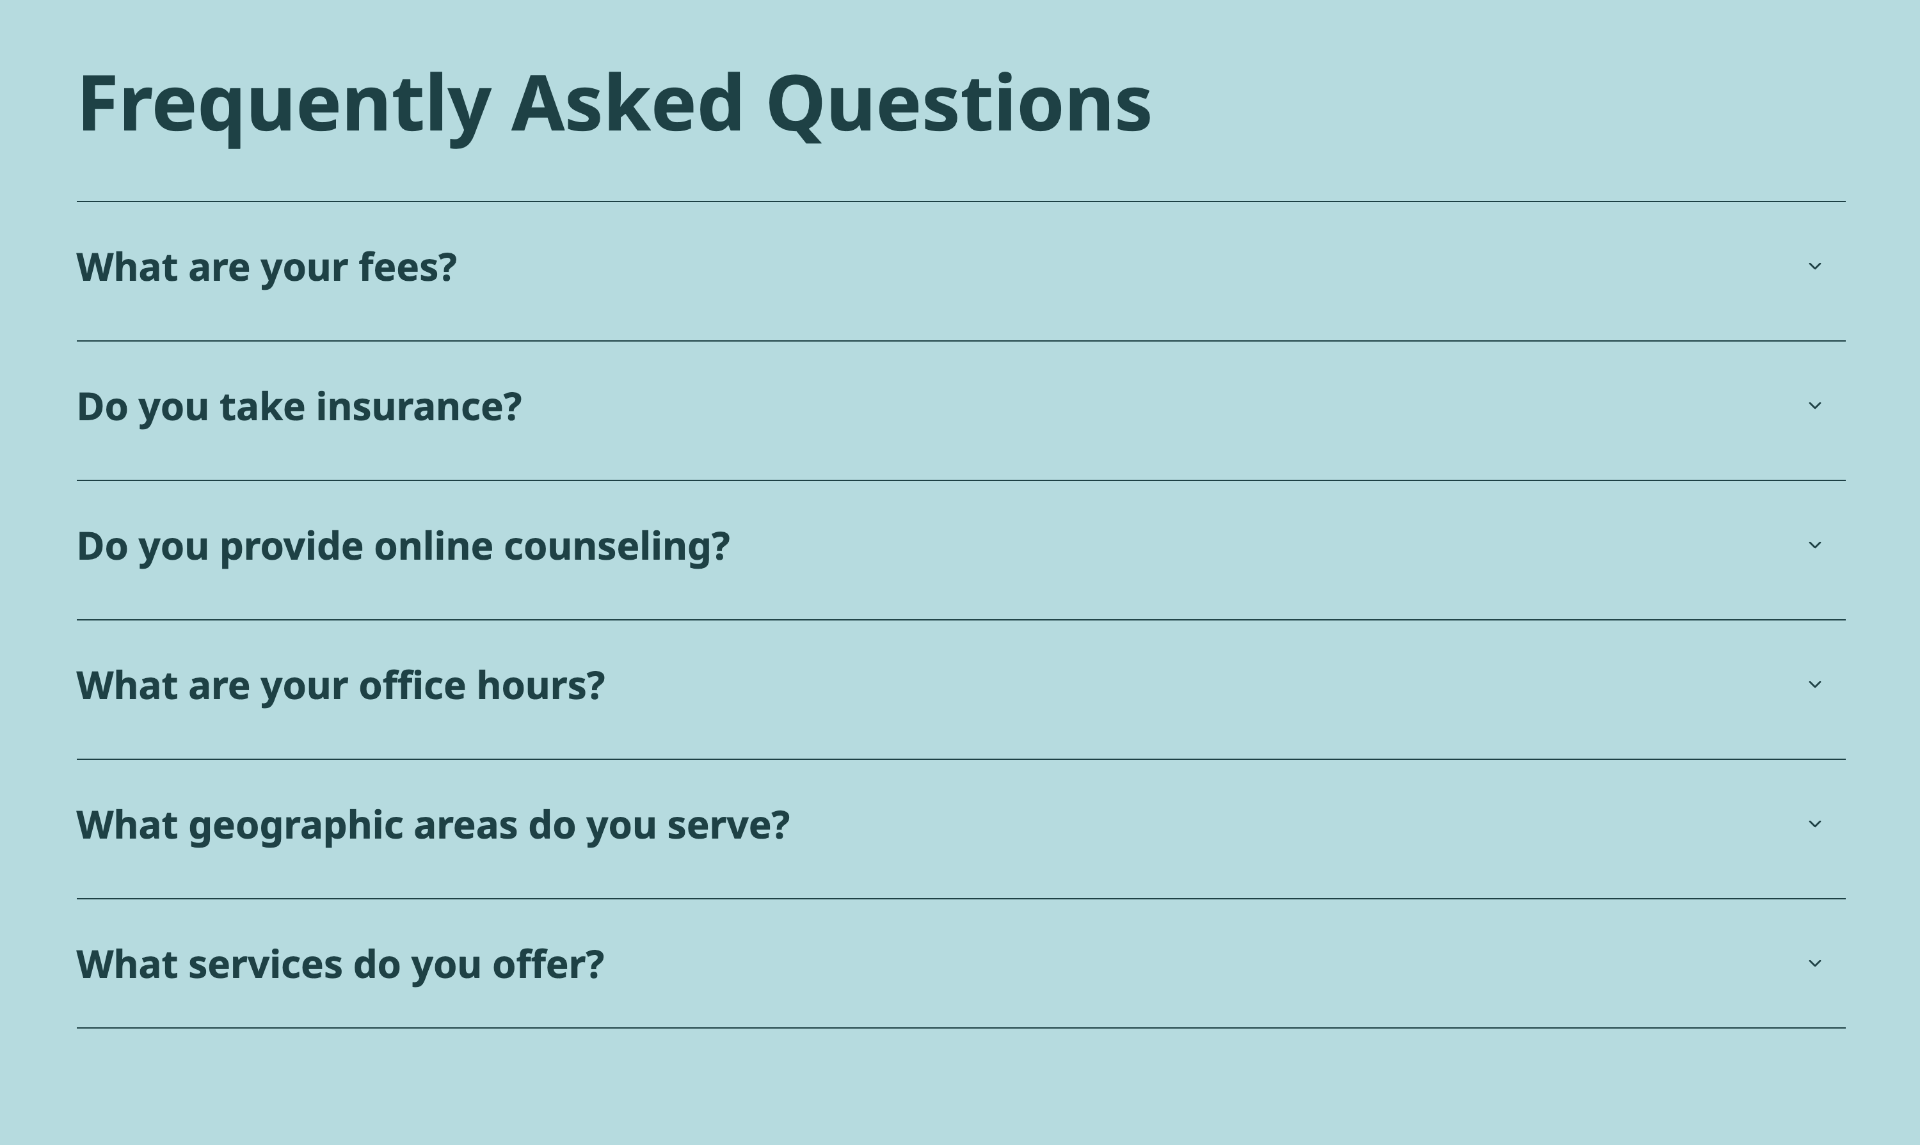 Frequently Asked Questions
What are your fees?
Do you take insurance?
Do you provide online counseling?
What are your office hours?
What geographic areas do you serve?
What services do you offer?